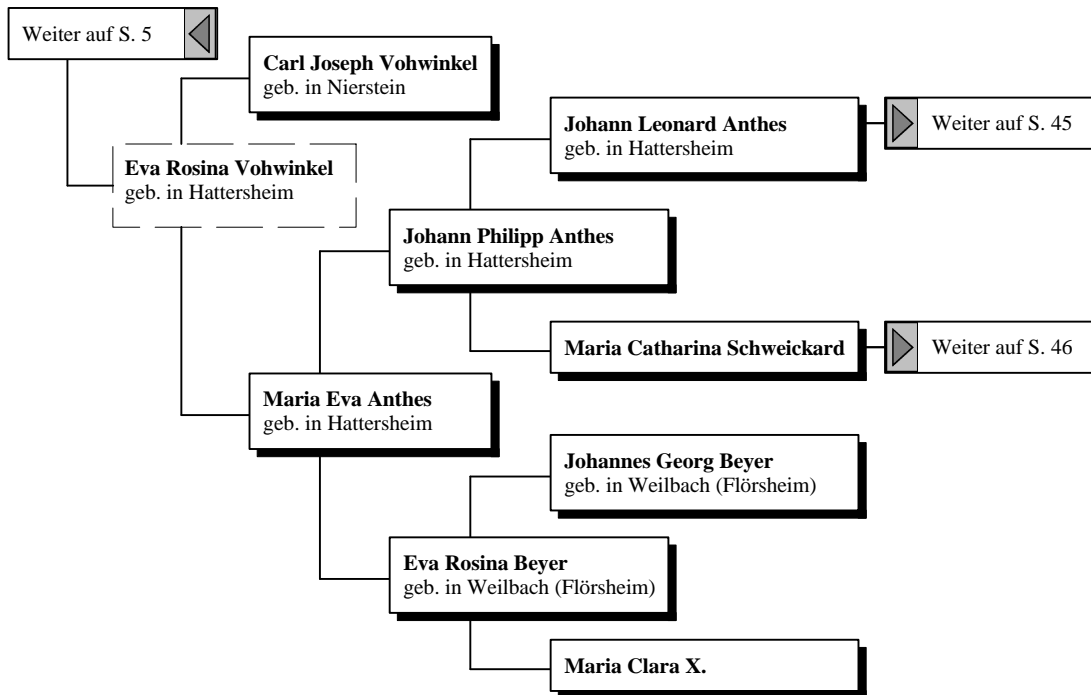 Weiter auf S. 5
Carl Joseph Vohwinkel
geb. in Nierstein
Johann Leonard Anthes
geb. in Hattersheim
Weiter auf S. 45
Eva Rosina Vohwinkel
geb. in Hattersheim
Johann Philipp Anthes
geb. in Hattersheim
Maria Catharina Schweickard
Weiter auf S. 46
Maria Eva Anthes
geb. in Hattersheim
Johannes Georg Beyer
geb. in Weilbach (Flörsheim)
Eva Rosina Beyer
geb. in Weilbach (Flörsheim)
Maria Clara X.